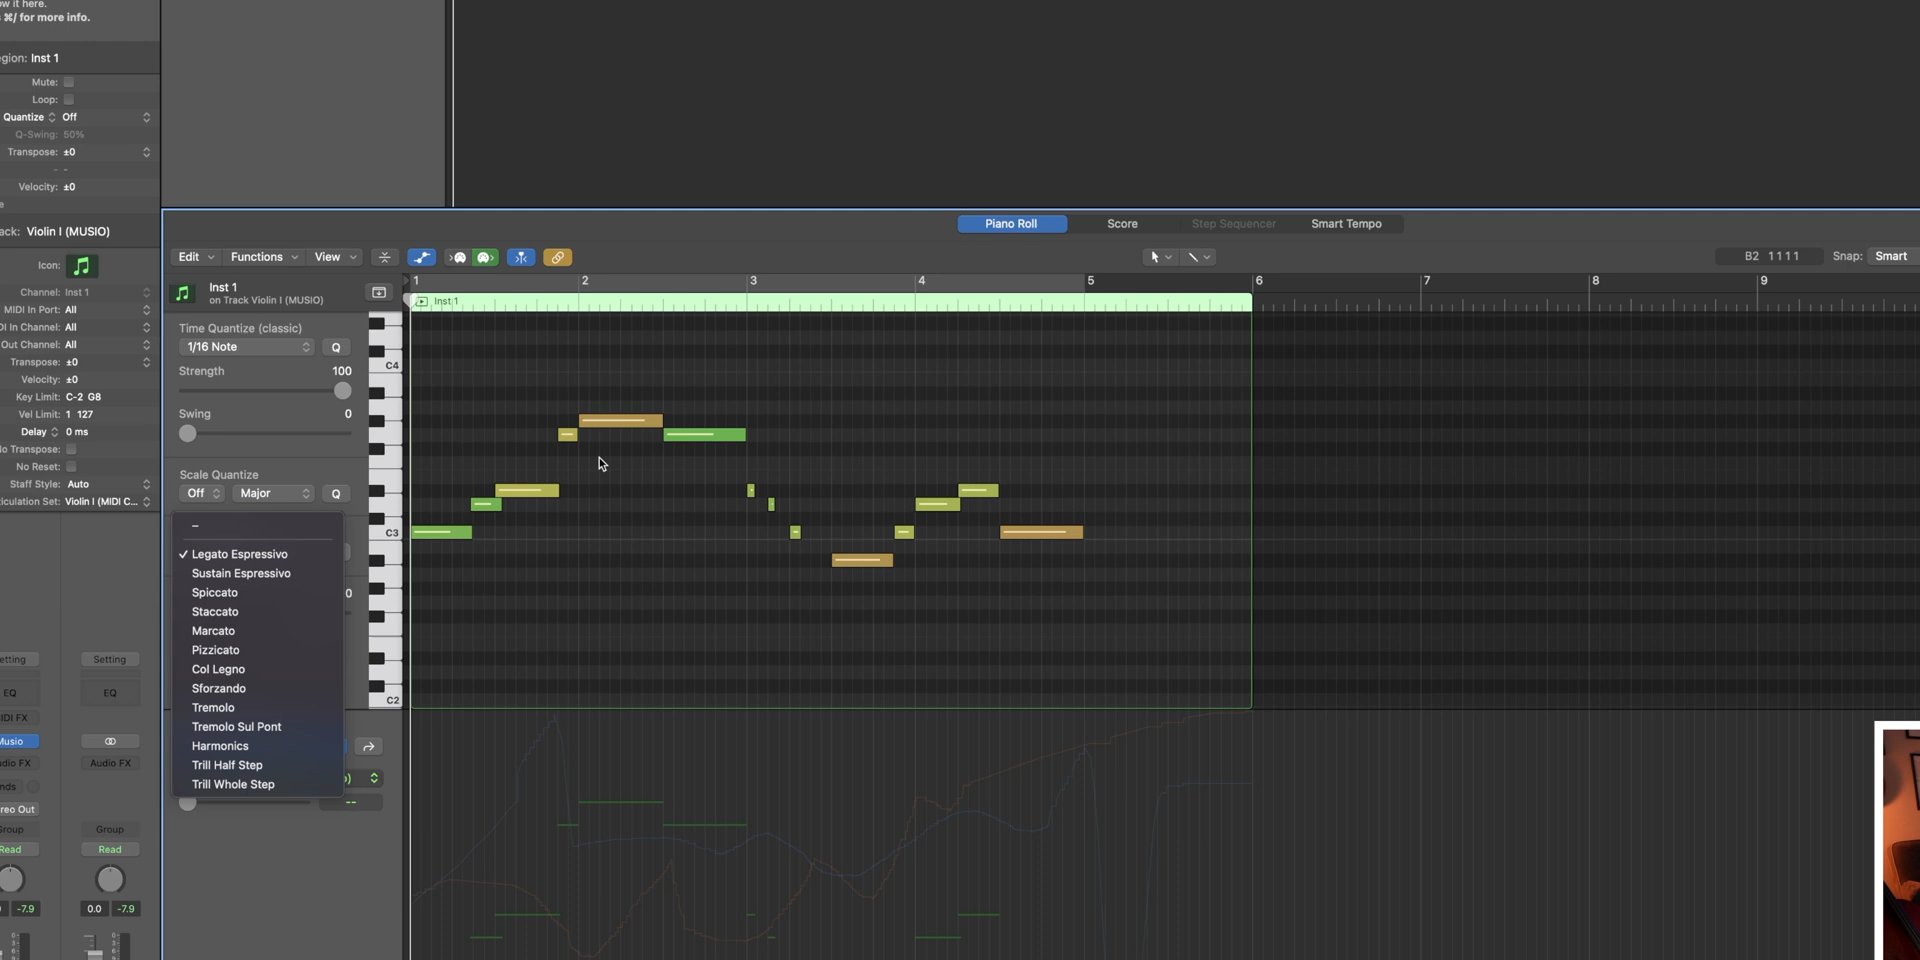 ow it here.
s ⌘/ for more info.
egion: Inst 1
Mute:
Loop:
Quantize Off
Q-Swing: 50%
Transpose: ±0
- -
Velocity: ±0
e
ack: Violin I (MUSIO)
Icon:
Channel: Inst 1
MIDI In Port: All
DI In Channel: All
Out Channel: All
Transpose: ±0
Velocity: ±0
Key Limit: C-2 G8
Vel Limit: 1 127
Delay 0 ms
lo Transpose:
No Reset:
Staff Style: Auto
iculation Set: Violin I (MIDI C...
Piano Roll Score Step Sequencer Smart Tempo
Edit Functions View
B2 1 1 1 1 Snap: Smart
1 2 3 4 5 6 7 8 9
Inst 1
on Track Violin I (MUSIO)
Inst 1
Time Quantize (classic)
1/16 Note Q
Strength 100
Swing 0
Scale Quantize
Off Major Q
C4
C3
C2
–
✓ Legato Espressivo
Sustain Espressivo
Spiccato
Staccato
Marcato
Pizzicato
Col Legno
Sforzando
Tremolo
Tremolo Sul Pont
Harmonics
Trill Half Step
Trill Whole Step
0
)
--
etting Setting
EQ EQ
IDI FX
Musio
udio FX Audio FX
nds
reo Out
Group Group
Read Read
-7.9 0.0 -7.9